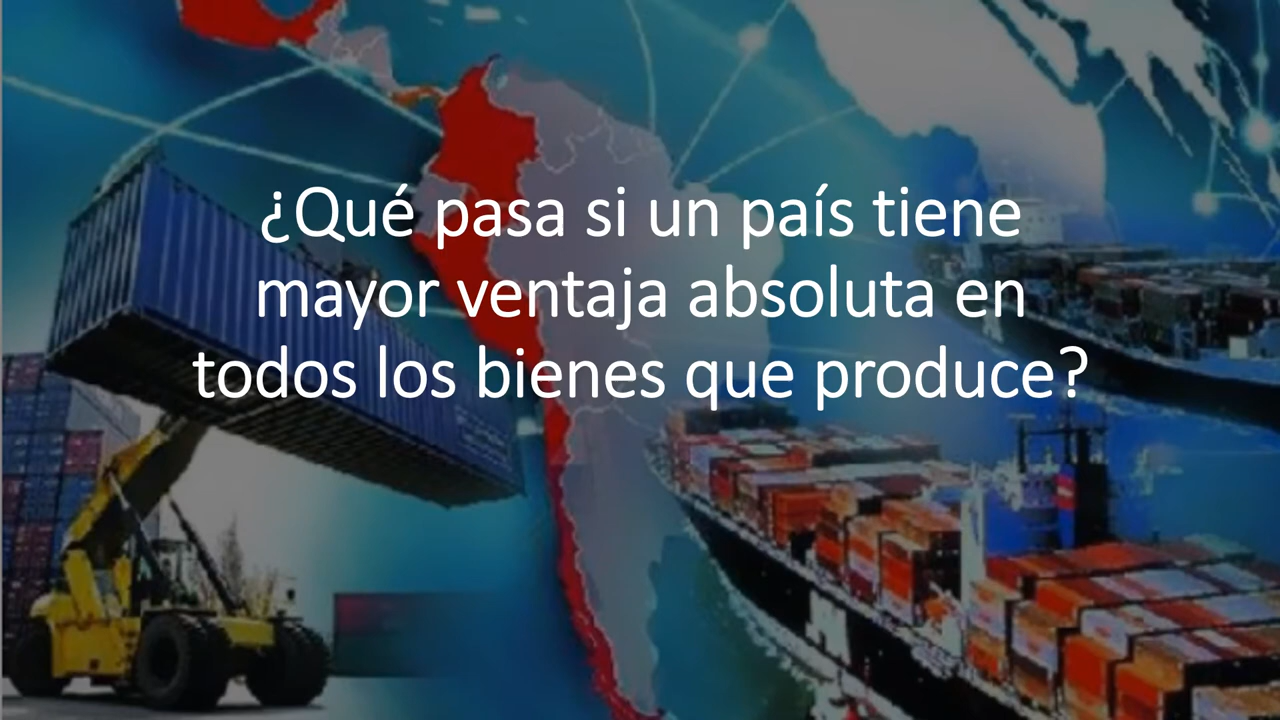 ¿Qué pasa si un país tiene
mayor ventaja absoluta en
todos los bienes que produce?